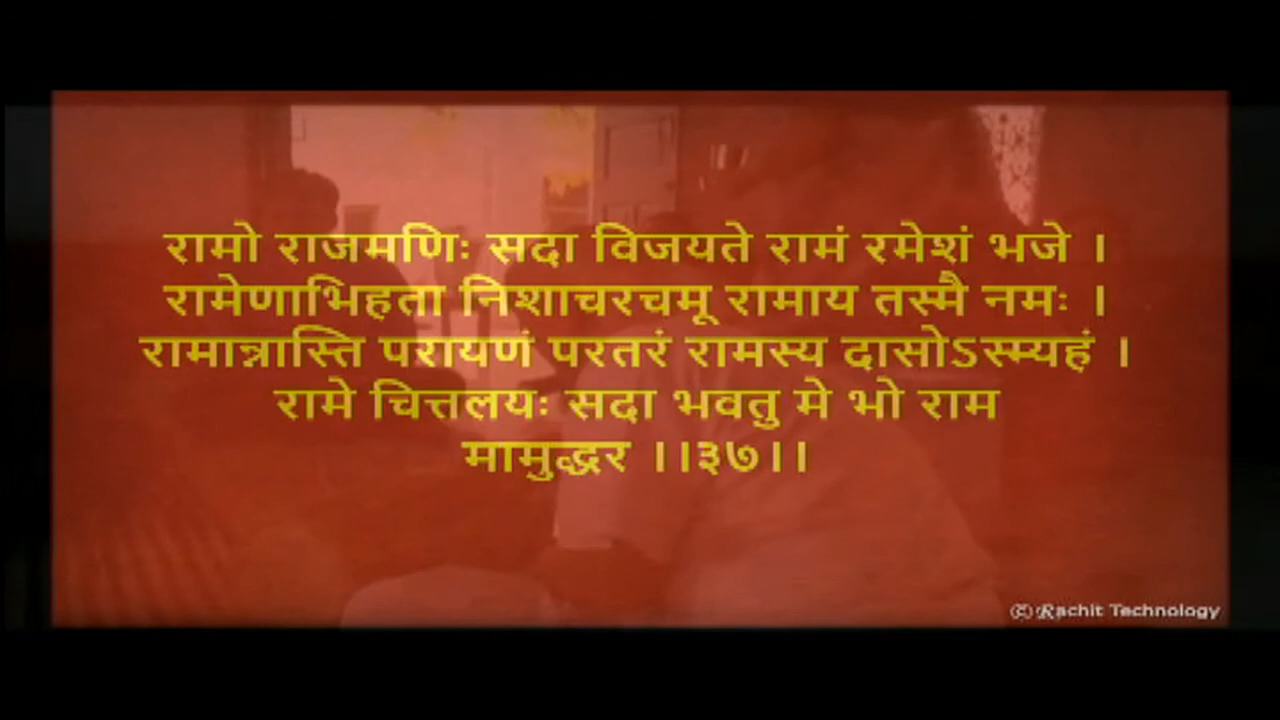 रामो राजमणिः सदा विजयते रामं रमेशं भजे ।
रामेणाभिहता निशाचरचमू रामाय तस्मै नमः ।
रामान्नास्ति परायणं परतरं रामस्य दासोऽस्म्यहं ।
रामे चित्तलयः सदा भवतु मे भो राम
मामुद्धर ।।३७।।
© Rachit Technology